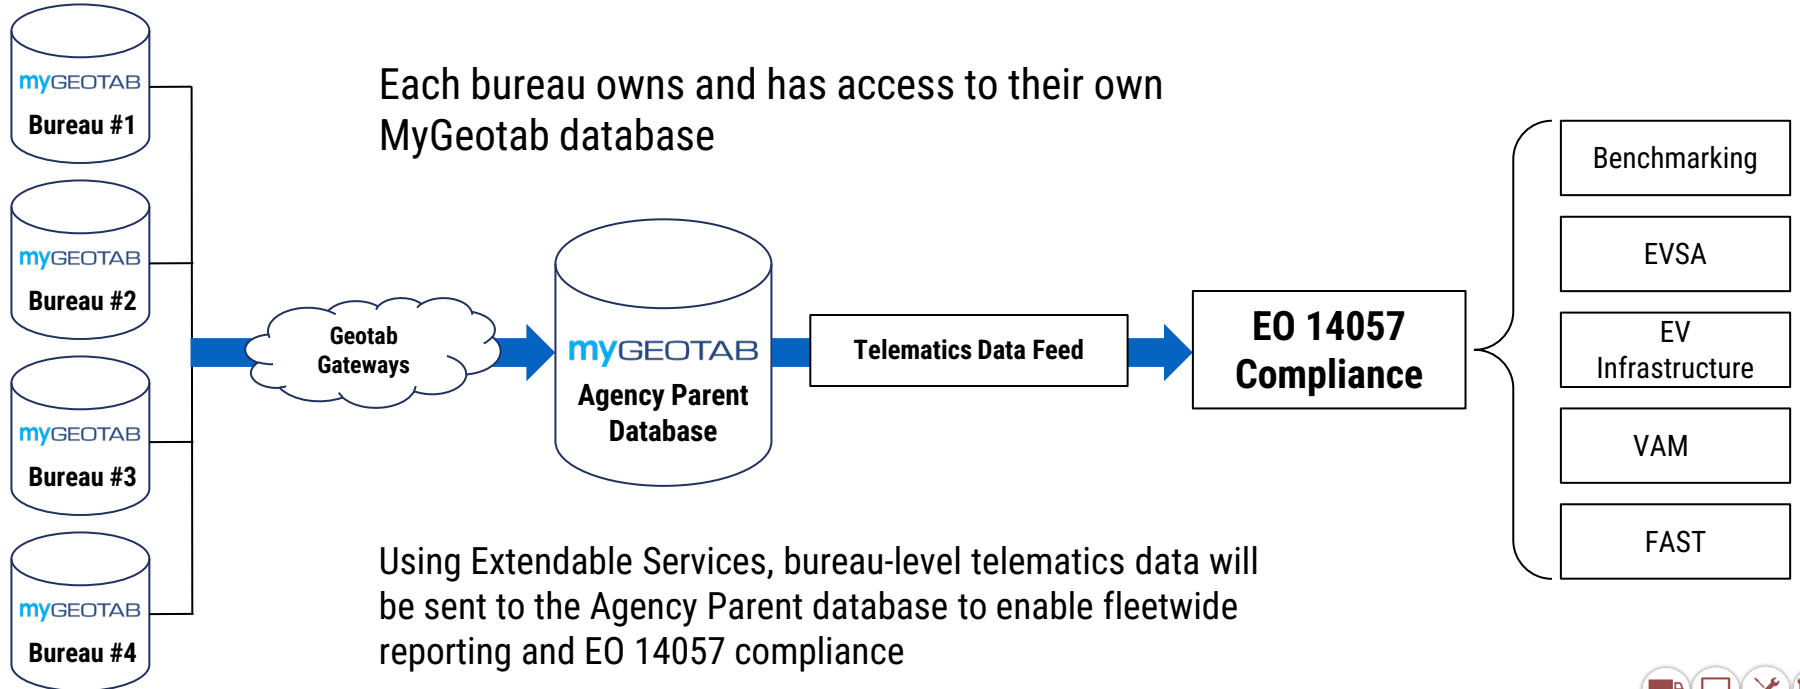 myGEOTAB
Bureau #1
myGEOTAB
Bureau #2
myGEOTAB
Bureau #3
myGEOTAB
Bureau #4
Each bureau owns and has access to their own
MyGeotab database
Geotab
Gateways
myGEOTAB
Agency Parent
Database
Telematics Data Feed
EO 14057
Compliance
Benchmarking
EVSA
EV
Infrastructure
VAM
FAST
Using Extendable Services, bureau-level telematics data will
be sent to the Agency Parent database to enable fleetwide
reporting and EO 14057 compliance